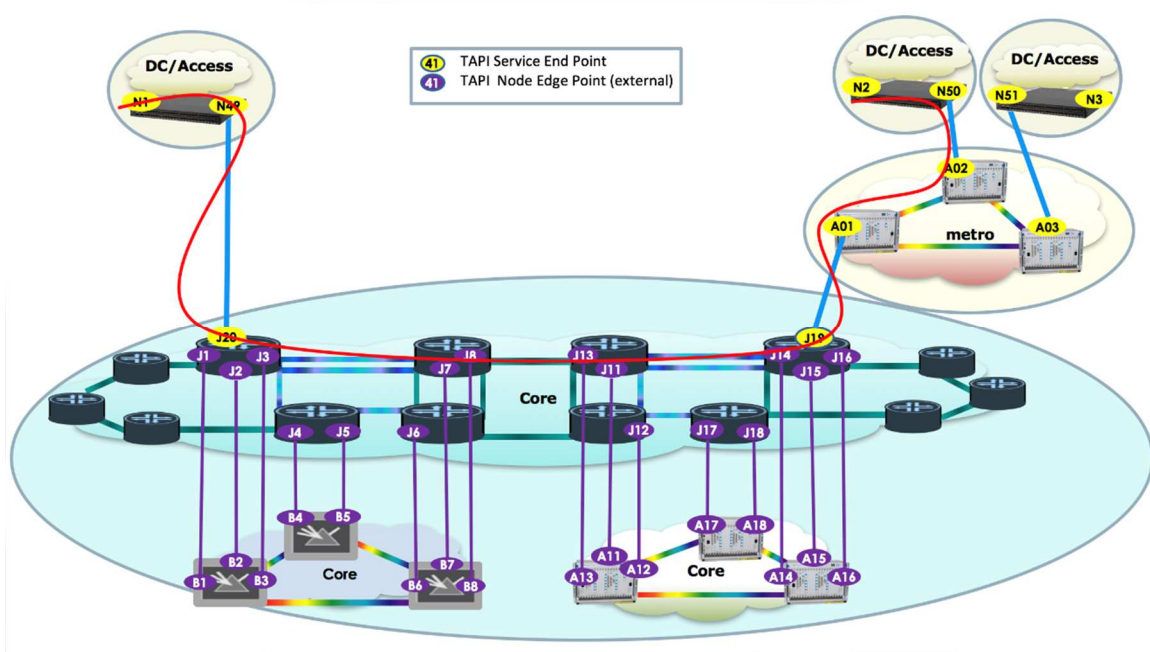 41 TAPI Service End Point
41 TAPI Node Edge Point (external)
DC/Access
N1
N49
DC/Access
N2
N50
DC/Access
N51
N3
A02
A01
metro
A03
J20
J1
J2
J3
J8
J7
J13
J11
J19
J14
J15
J16
Core
J4
J5
J6
J12
J17
J18
B4
B5
A17
A18
B1
B2
B3
Core
B6
B7
B8
A13
A11
A12
Core
A14
A15
A16